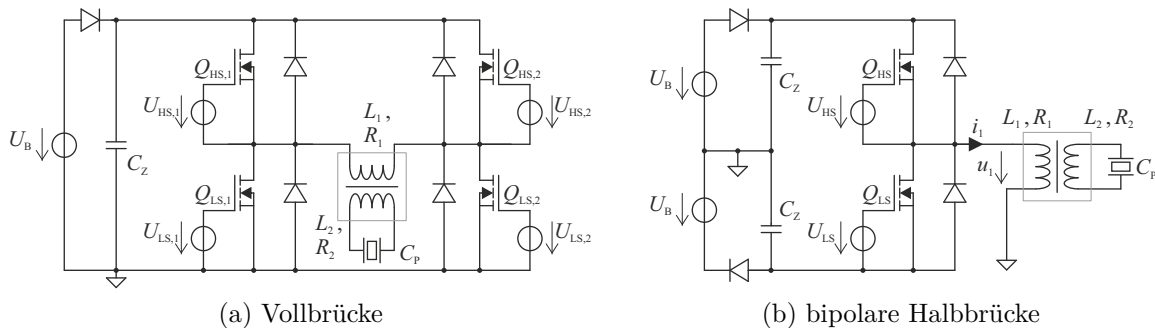 Q_HS,1
Q_HS,2
U_HS,1
U_HS,2
L_1 ,
R_1
U_B
C_Z
Q_LS,1
Q_LS,2
U_LS,1
U_LS,2
L_2 ,
R_2
C_P
(a) Vollbrücke
U_B
C_Z
Q_HS
U_HS
i_1
L_1 , R_1
L_2 , R_2
u_1
C_P
U_B
C_Z
Q_LS
U_LS
(b) bipolare Halbbrücke